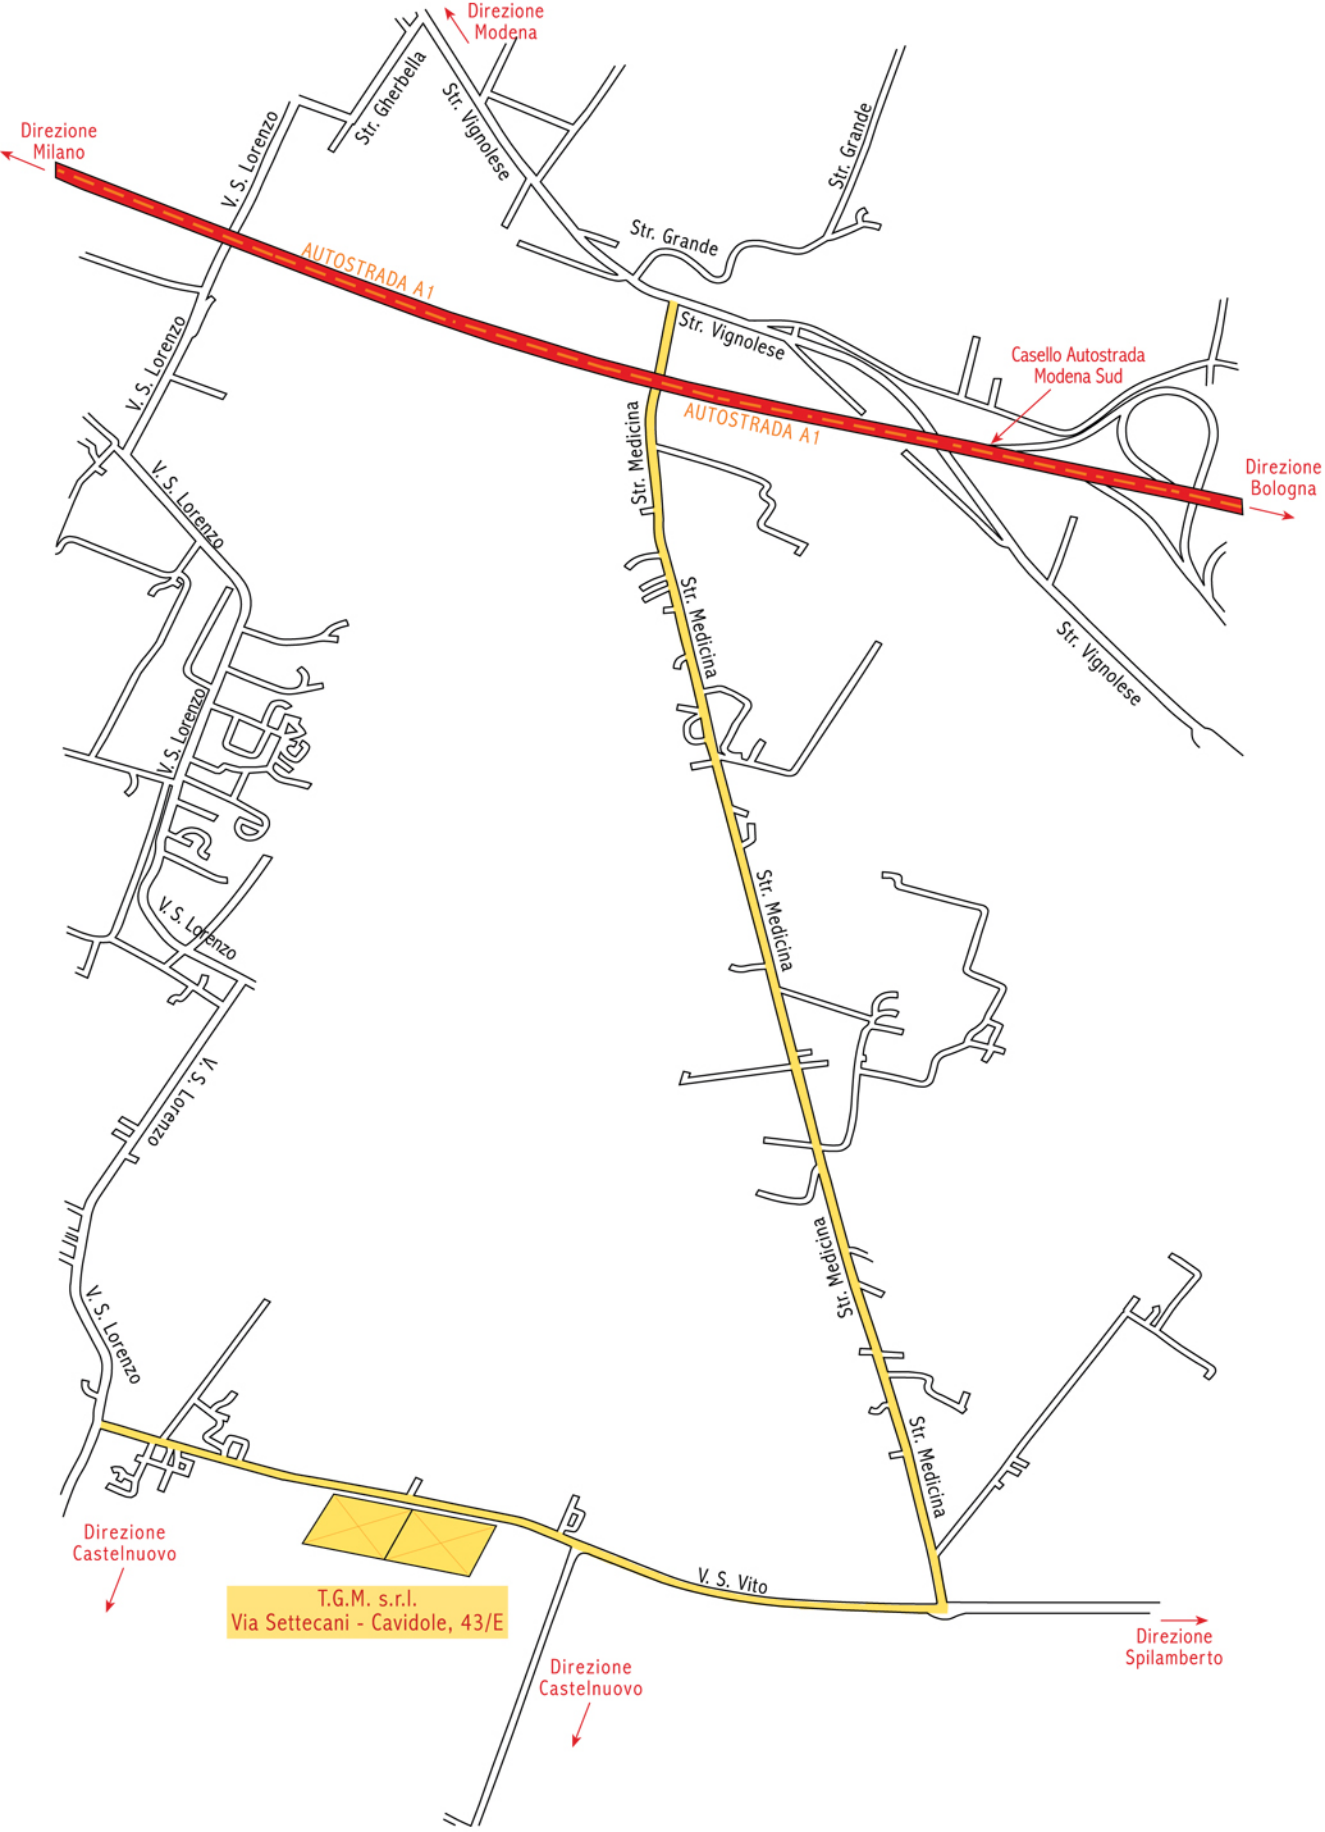 Direzione
Modena
Str. Gherbella
Str. Vignolese
Str. Grande
V. S. Lorenzo
Direzione
Milano
Str. Grande
AUTOSTRADA A1
Str. Vignolese
V. S. Lorenzo
Casello Autostrada
Modena Sud
AUTOSTRADA A1
Str. Medicina
Direzione
Bologna
V. S. Lorenzo
Str. Medicina
Str. Vignolese
V. S. Lorenzo
Str. Medicina
V. S. Lorenzo
V. S. Lorenzo
Str. Medicina
V. S. Lorenzo
Str. Medicina
Direzione
Castelnuovo
V. S. Vito
T.G.M. s.r.l.
Via Settecani - Cavidole, 43/E
Direzione
Spilamberto
Direzione
Castelnuovo